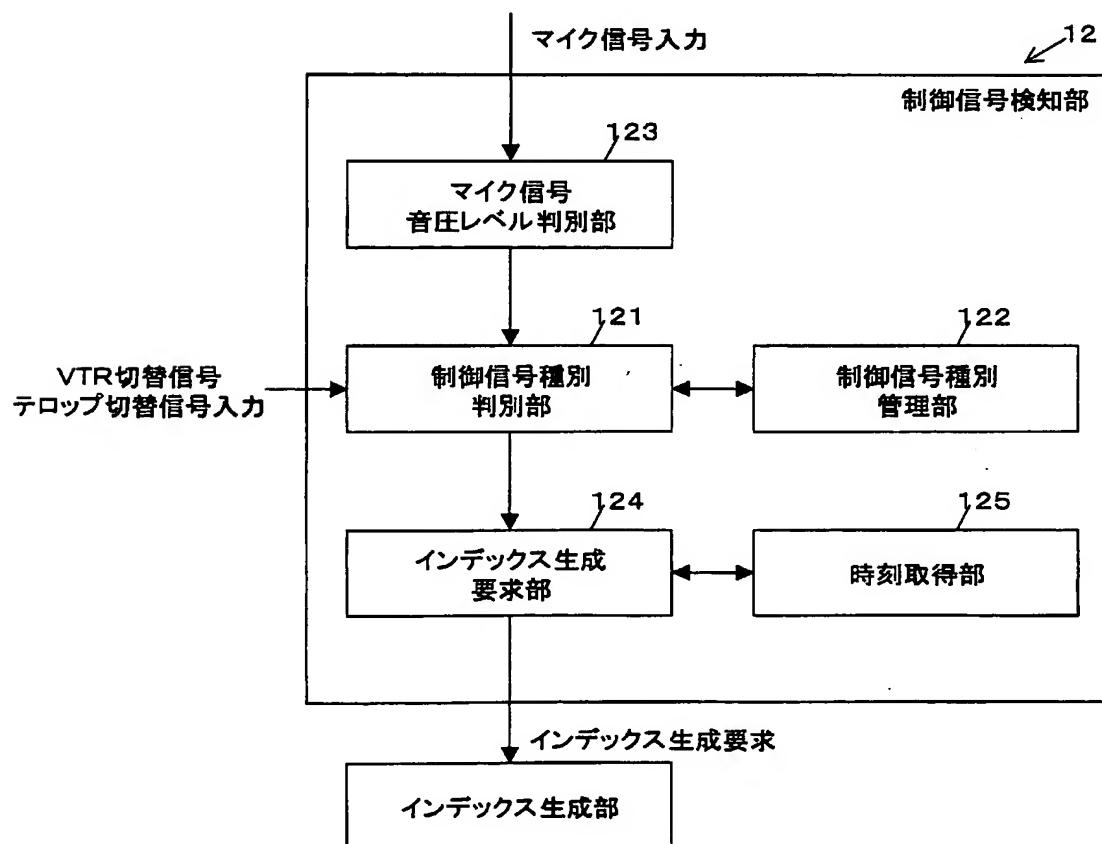 マイク信号入力
12
制御信号検知部
123
マイク信号
音圧レベル判別部
121
122
VTR切替信号
テロップ切替信号入力
制御信号種別
判別部
制御信号種別
管理部
124
125
インデックス生成
要求部
時刻取得部
インデックス生成要求
インデックス生成部